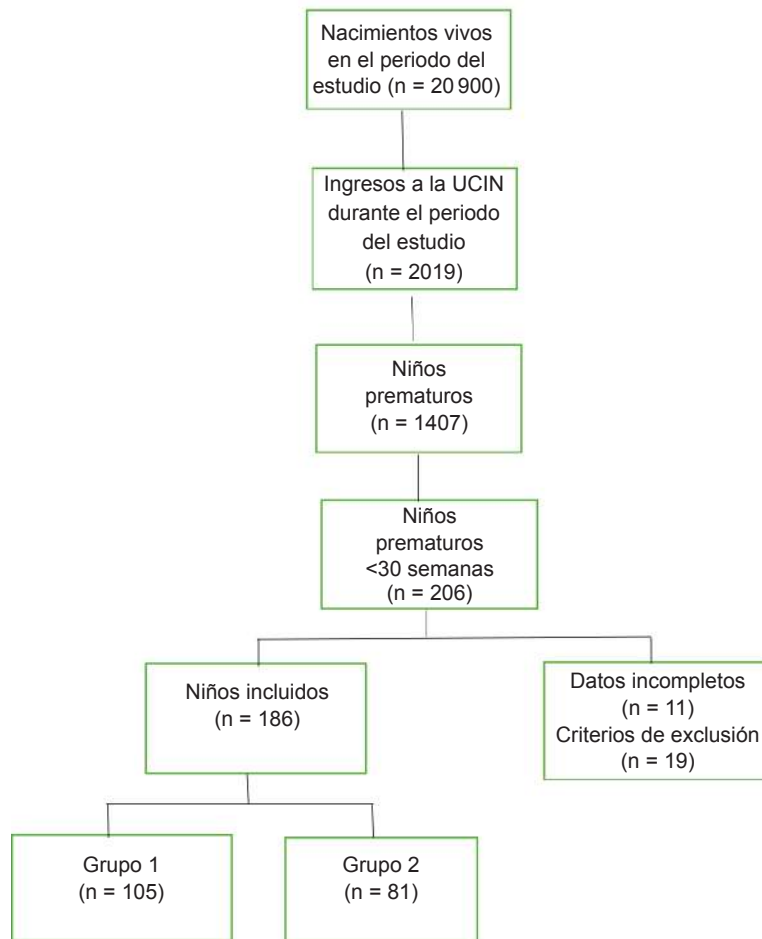 Nacimientos vivos
en el periodo del
estudio (n = 20 900)
Ingresos a la UCIN
durante el periodo
del estudio
(n = 2019)
Niños
prematuros
(n = 1407)
Niños
prematuros
<30 semanas
(n = 206)
Niños incluidos
(n = 186)
Datos incompletos
(n = 11)
Criterios de exclusión
(n = 19)
Grupo 1
(n = 105)
Grupo 2
(n = 81)